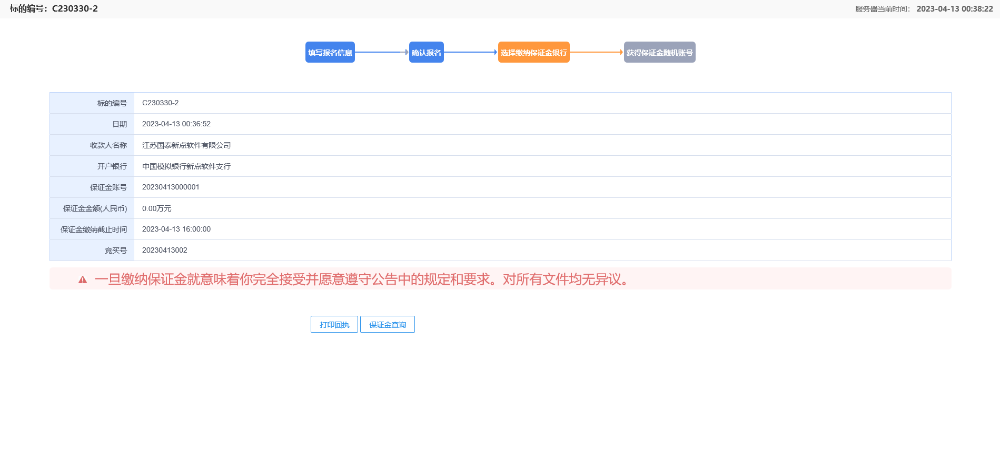 标的编号：C230330-2 服务器当前时间： 2023-04-13 00:38:22
填写报名信息 确认报名 选择缴纳保证金银行 获得保证金随机账号
标的编号 C230330-2
日期 2023-04-13 00:36:52
收款人名称 江苏国泰新点软件有限公司
开户银行 中国模拟银行新点软件支行
保证金账号 20230413000001
保证金金额(人民币) 0.00万元
保证金缴纳截止时间 2023-04-13 16:00:00
竞买号 20230413002
一旦缴纳保证金就意味着你完全接受并愿意遵守公告中的规定和要求。对所有文件均无异议。
打印回执 保证金查询